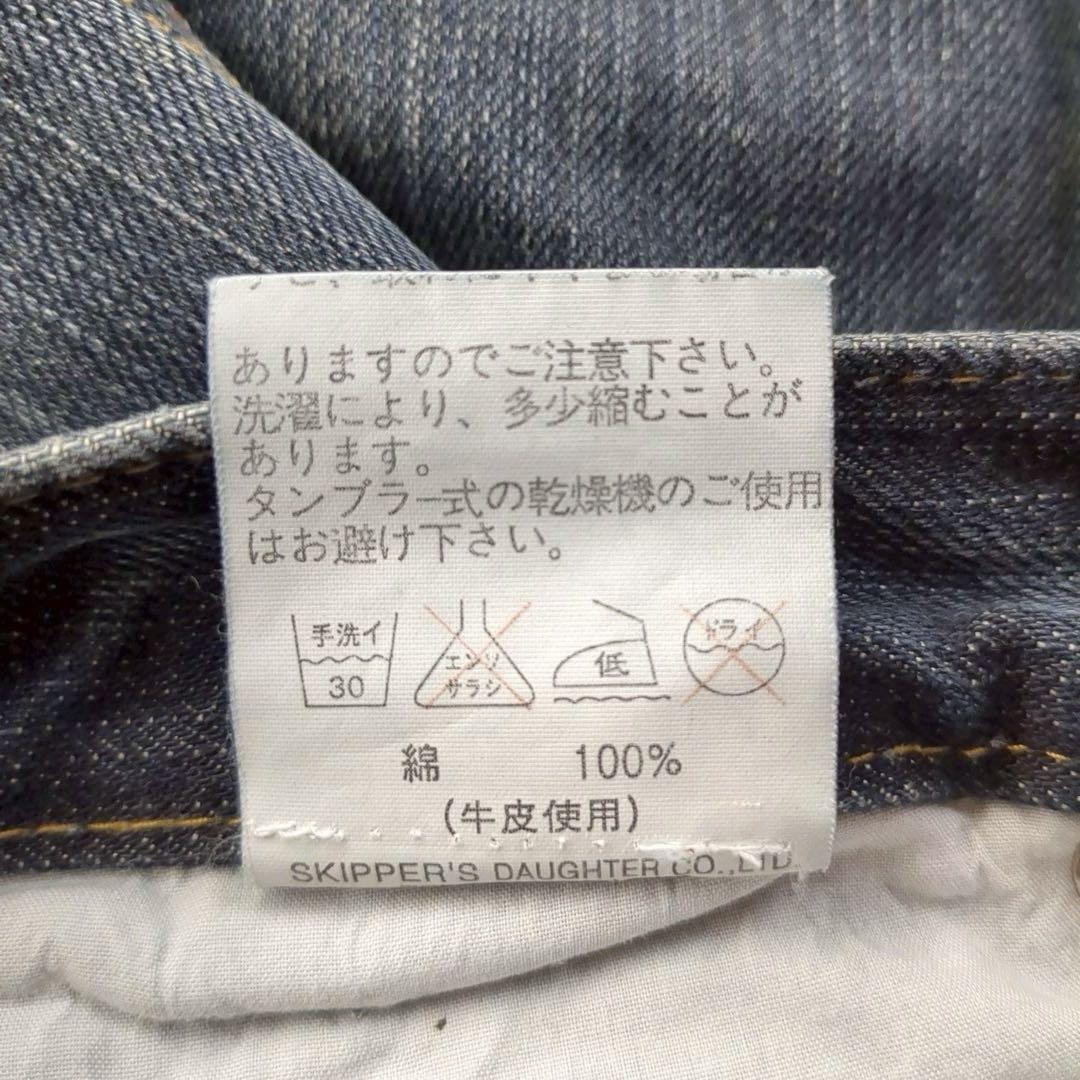 ありますのでご注意下さい。
洗濯により、多少縮むことが
あります。
タンプラー式の乾燥機のご使用
はお避け下さい。
手洗イ
30
エンソ
サラシ
低
ドライ
綿 100%
(牛皮使用)
SKIPPER'S DAUGHTER CO.,LTD.